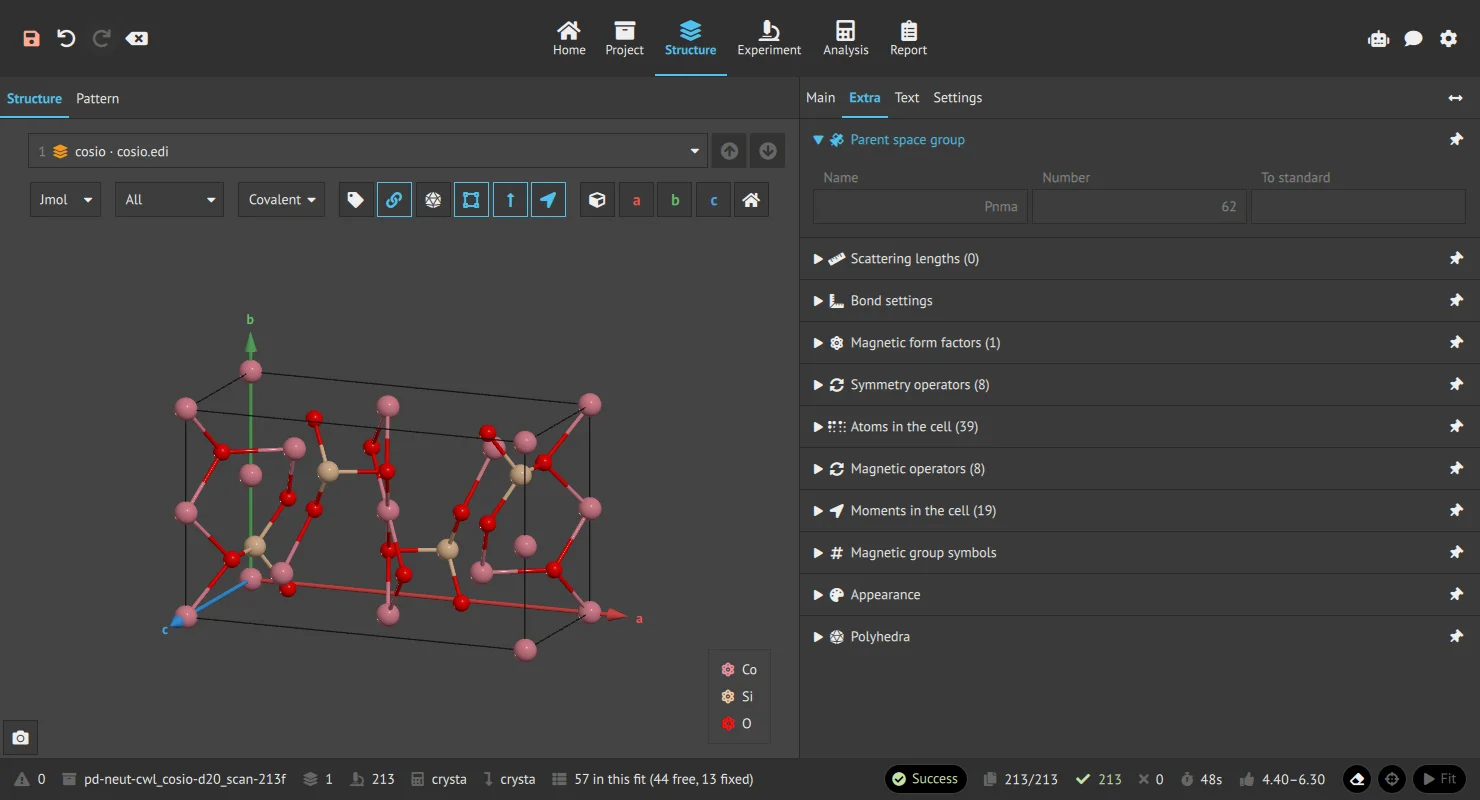 Home
Project
Structure
Experiment
Analysis
Report
Structure
Pattern
Main
Extra
Text
Settings
1 cosio · cosio.edi
Jmol
All
Covalent
a
b
c
Parent space group
Name
Number
To standard
Pnma
62
Scattering lengths (0)
Bond settings
Magnetic form factors (1)
Symmetry operators (8)
Atoms in the cell (39)
Magnetic operators (8)
Moments in the cell (19)
Magnetic group symbols
Appearance
Polyhedra
b
a
c
Co
Si
O
0
pd-neut-cwl_cosio-d20_scan-213f
1
213
crysta
crysta
57 in this fit (44 free, 13 fixed)
Success
213/213
213
0
48s
4.40–6.30
Fit